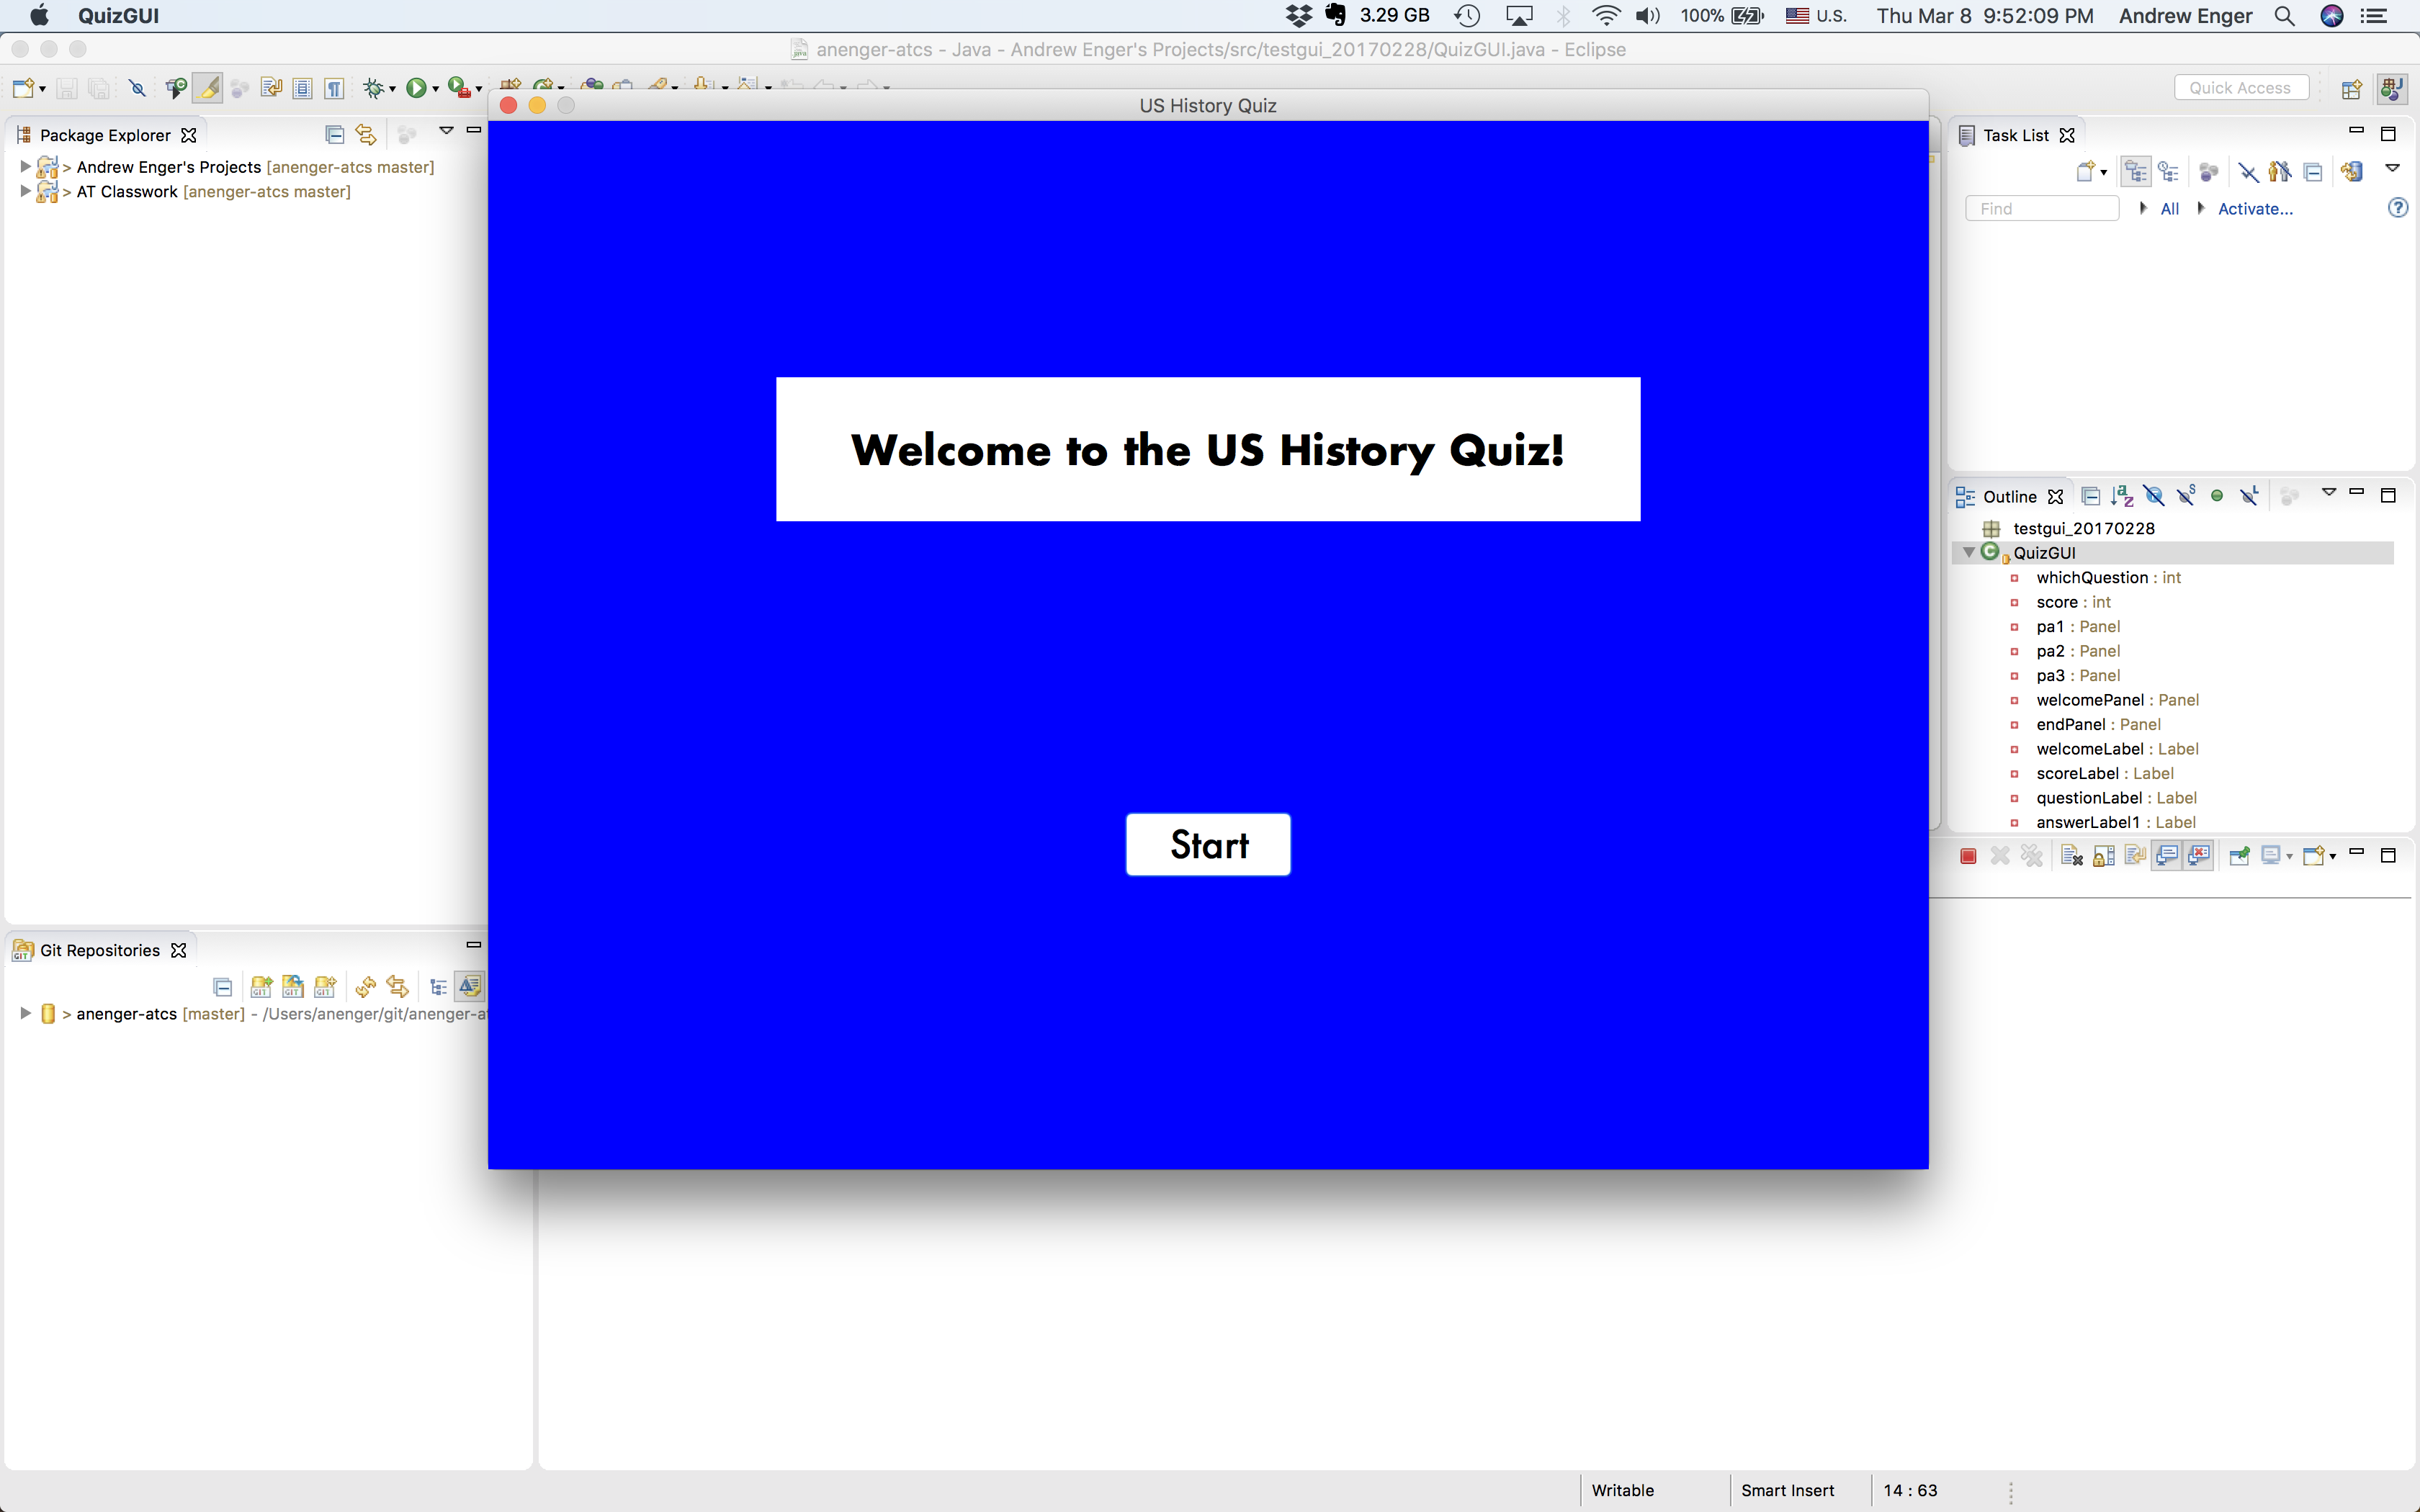 QuizGUI 3.29 GB 100% U.S. Thu Mar 8 9:52:09 PM Andrew Enger
anenger-atcs - Java - Andrew Enger's Projects/src/testgui_20170228/QuizGUI.java - Eclipse
Quick Access
US History Quiz
Package Explorer
> Andrew Enger's Projects [anenger-atcs master]
> AT Classwork [anenger-atcs master]
Welcome to the US History Quiz!
Start
Task List
Find All Activate...
Outline
testgui_20170228
QuizGUI
whichQuestion : int
score : int
pa1 : Panel
pa2 : Panel
pa3 : Panel
welcomePanel : Panel
endPanel : Panel
welcomeLabel : Label
scoreLabel : Label
questionLabel : Label
answerLabel1 : Label
Git Repositories
> anenger-atcs [master] - /Users/anenger/git/anenger-a
Writable Smart Insert 14 : 63